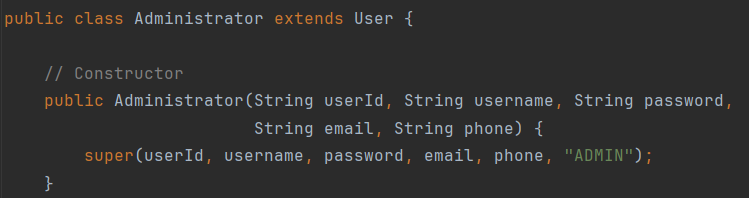 public class Administrator extends User {
// Constructor
public Administrator(String userId, String username, String password,
String email, String phone) {
super(userId, username, password, email, phone, "ADMIN");
}